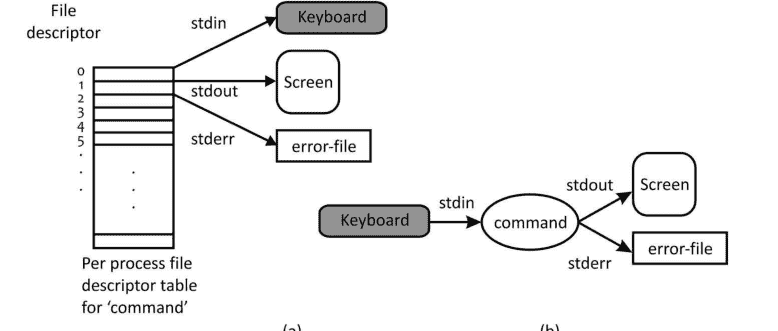 File
descriptor
stdin
Keyboard
0
1
2
3
4
5
Screen
stdout
stderr
error-file
Per process file
descriptor table
for 'command'
Keyboard
stdin
command
stdout
Screen
stderr
error-file
(a)
(b)